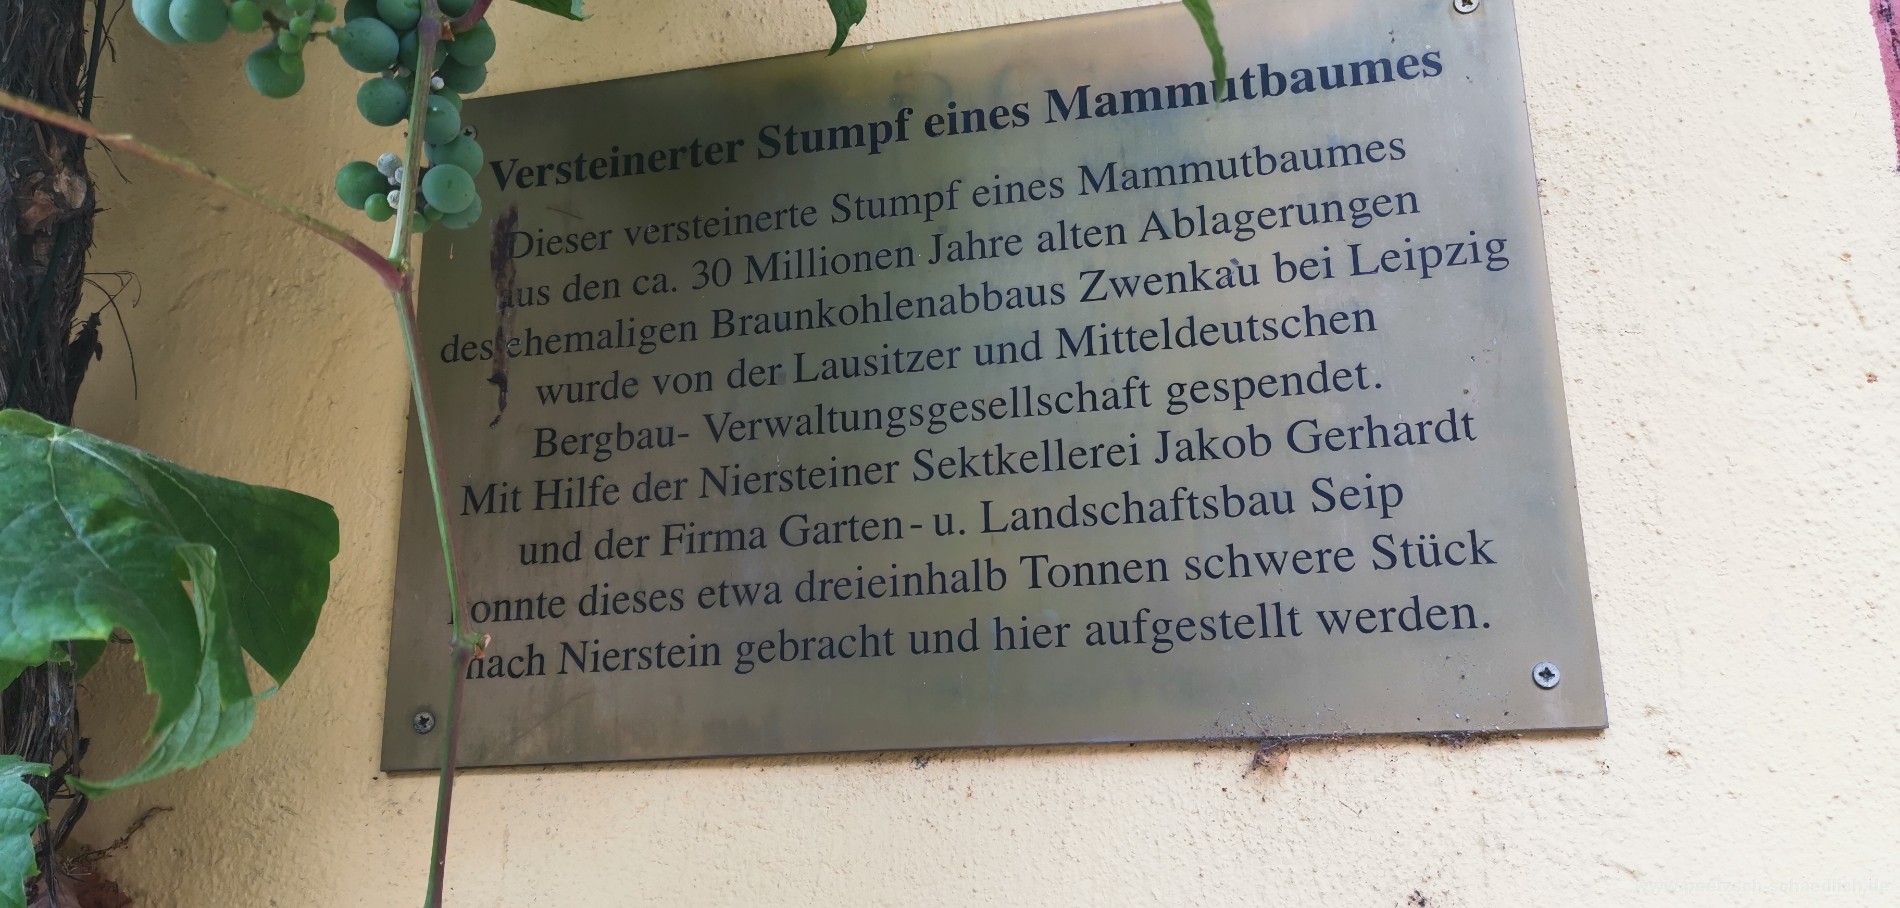 Versteinerter Stumpf eines Mammutbaumes
Dieser versteinerte Stumpf eines Mammutbaumes
aus den ca. 30 Millionen Jahre alten Ablagerungen
des ehemaligen Braunkohlenabbaus Zwenkau bei Leipzig
wurde von der Lausitzer und Mitteldeutschen
Bergbau- Verwaltungsgesellschaft gespendet.
Mit Hilfe der Niersteiner Sektkellerei Jakob Gerhardt
und der Firma Garten- u. Landschaftsbau Seip
konnte dieses etwa dreieinhalb Tonnen schwere Stück
nach Nierstein gebracht und hier aufgestellt werden.